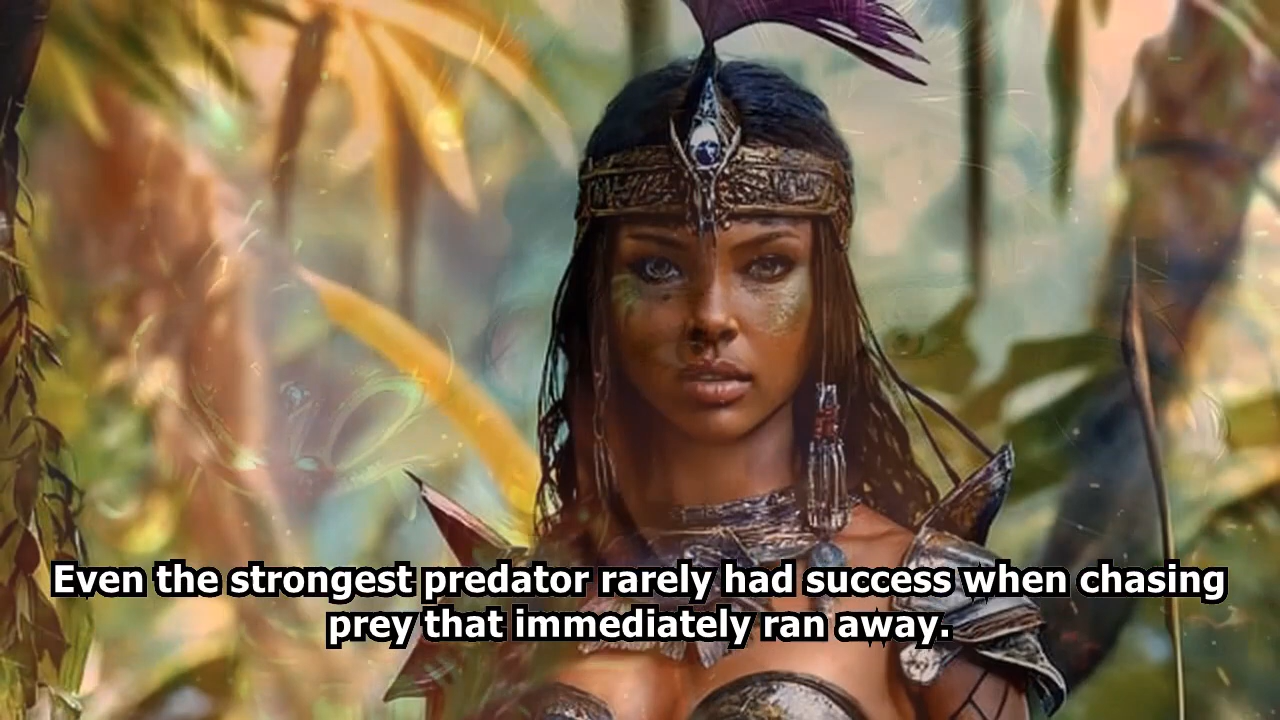 Even the strongest predator rarely had success when chasing
prey that immediately ran away.